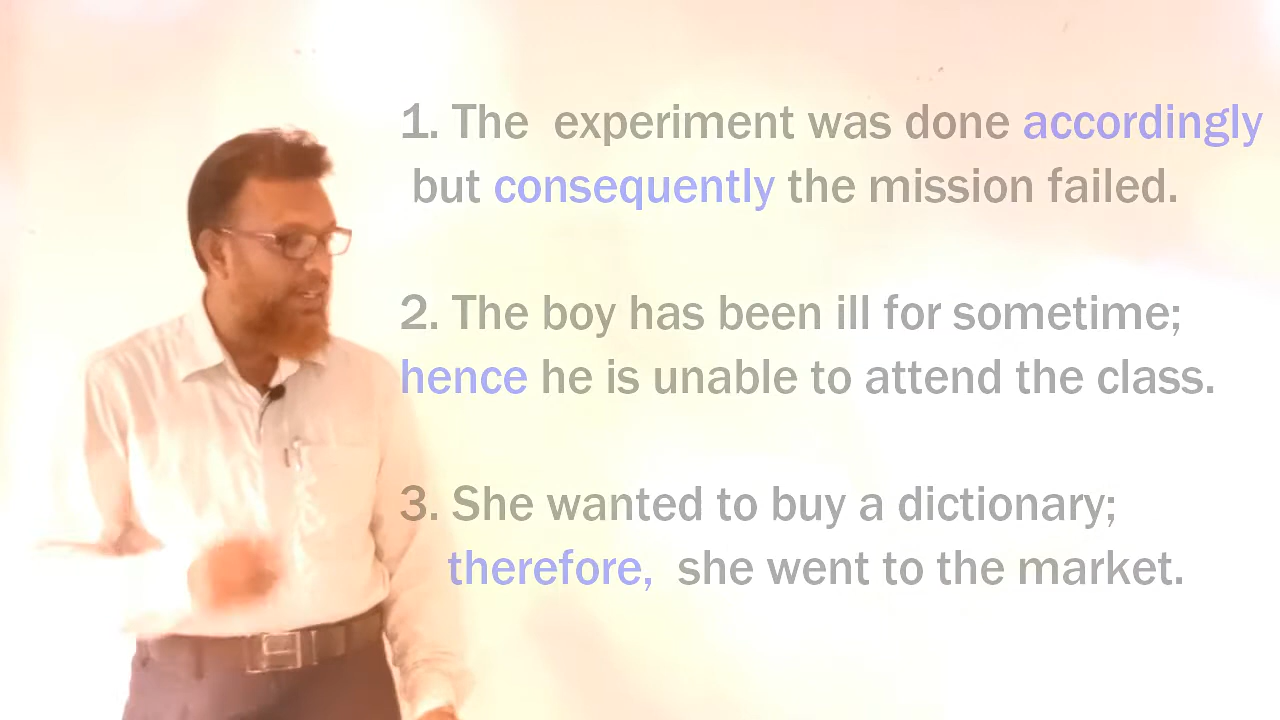 1. The experiment was done accordingly
but consequently the mission failed.
2. The boy has been ill for sometime;
hence he is unable to attend the class.
3. She wanted to buy a dictionary;
therefore, she went to the market.